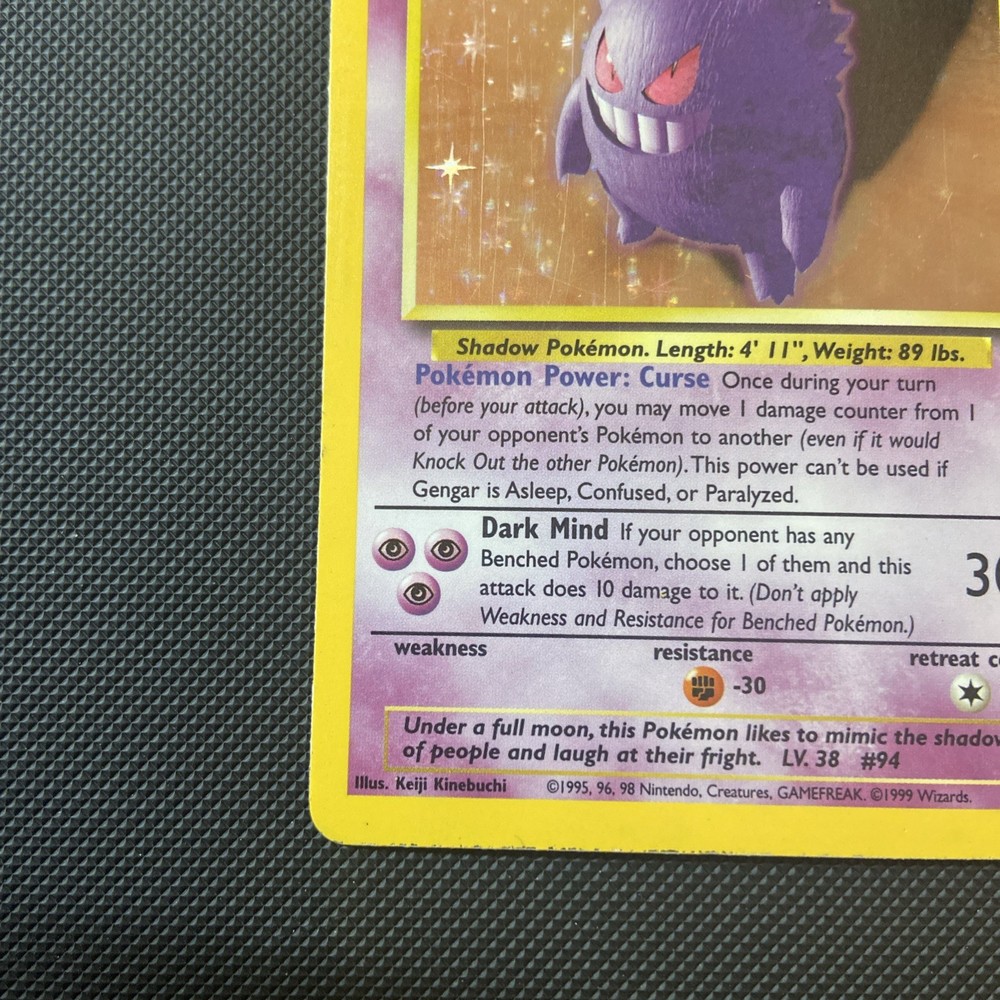 Shadow Pokémon. Length: 4' 11", Weight: 89 lbs.
Pokémon Power: Curse Once during your turn
(before your attack), you may move 1 damage counter from 1
of your opponent's Pokémon to another (even if it would
Knock Out the other Pokémon). This power can't be used if
Gengar is Asleep, Confused, or Paralyzed.
Dark Mind If your opponent has any
Benched Pokémon, choose 1 of them and this
attack does 10 damage to it. (Don't apply
Weakness and Resistance for Benched Pokémon.)
30
weakness resistance retreat
-30
Under a full moon, this Pokémon likes to mimic the shadow
of people and laugh at their fright. LV. 38 #94
Illus. Keiji Kinebuchi ©1995, 96, 98 Nintendo, Creatures, GAMEFREAK. ©1999 Wizards.